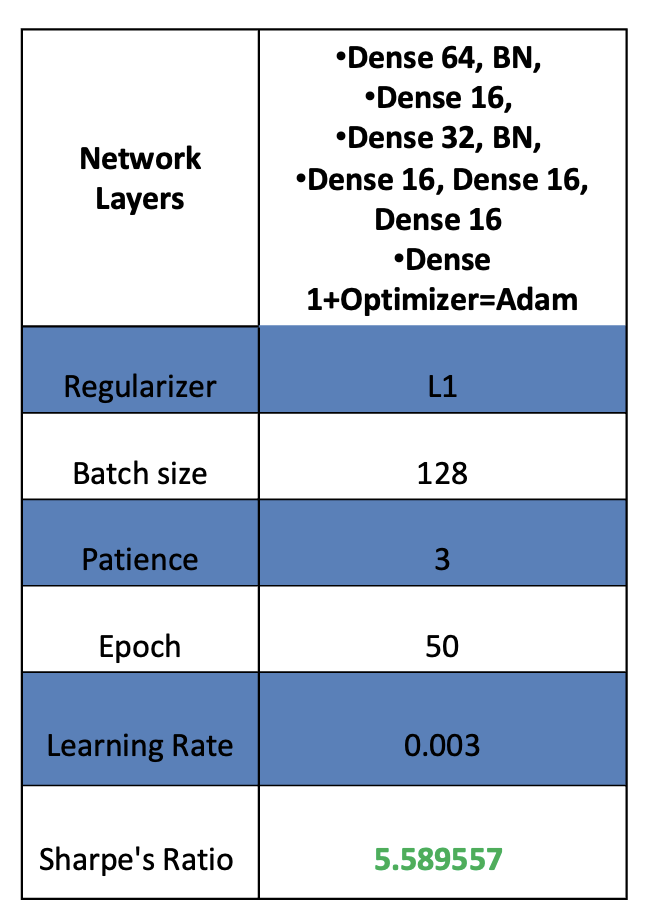 Network
Layers
•Dense 64, BN,
•Dense 16,
•Dense 32, BN,
•Dense 16, Dense 16,
Dense 16
•Dense
1+Optimizer=Adam
Regularizer
L1
Batch size
128
Patience
3
Epoch
50
Learning Rate
0.003
Sharpe's Ratio
5.589557